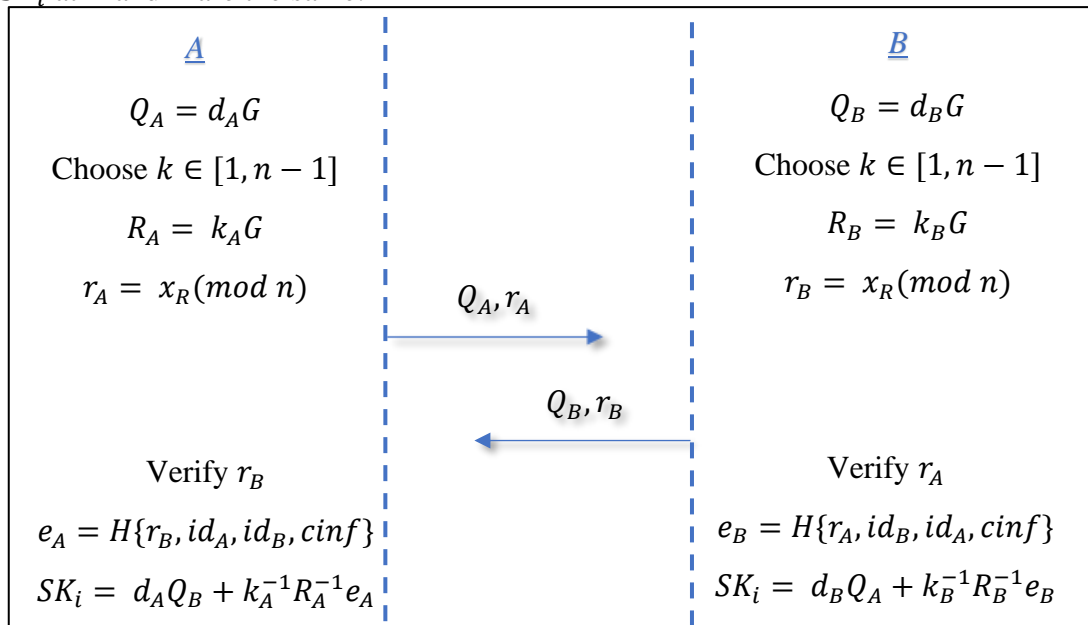 A
Q_A = d_A G
Choose k ∈ [1, n − 1]
R_A = k_A G
r_A = x_R(mod n)
Q_A, r_A
Verify r_B
e_A = H{r_B, id_A, id_B, cinf}
SK_i = d_A Q_B + k_A^{-1} R_A^{-1} e_A
Q_B, r_B
B
Q_B = d_B G
Choose k ∈ [1, n − 1]
R_B = k_B G
r_B = x_R(mod n)
Verify r_A
e_B = H{r_A, id_B, id_A, cinf}
SK_i = d_B Q_A + k_B^{-1} R_B^{-1} e_B